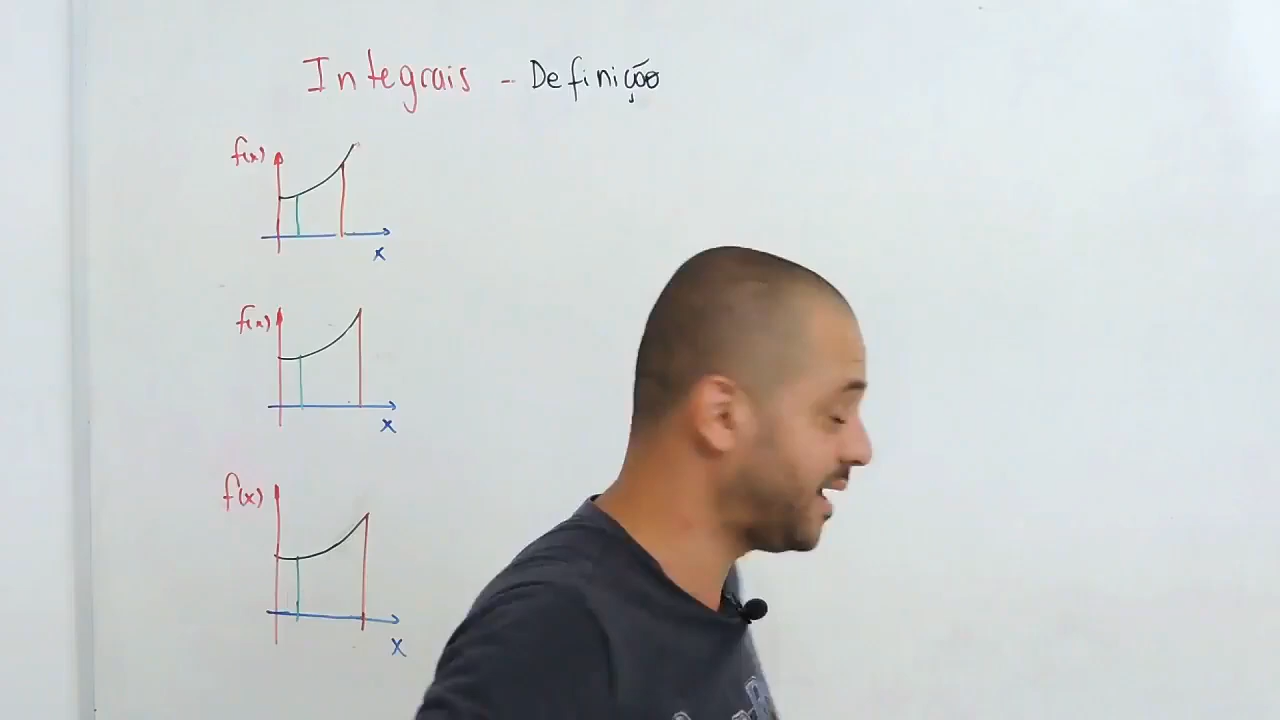 Integrais - Definição
f(x)
x
f(x)
x
f(x)
x